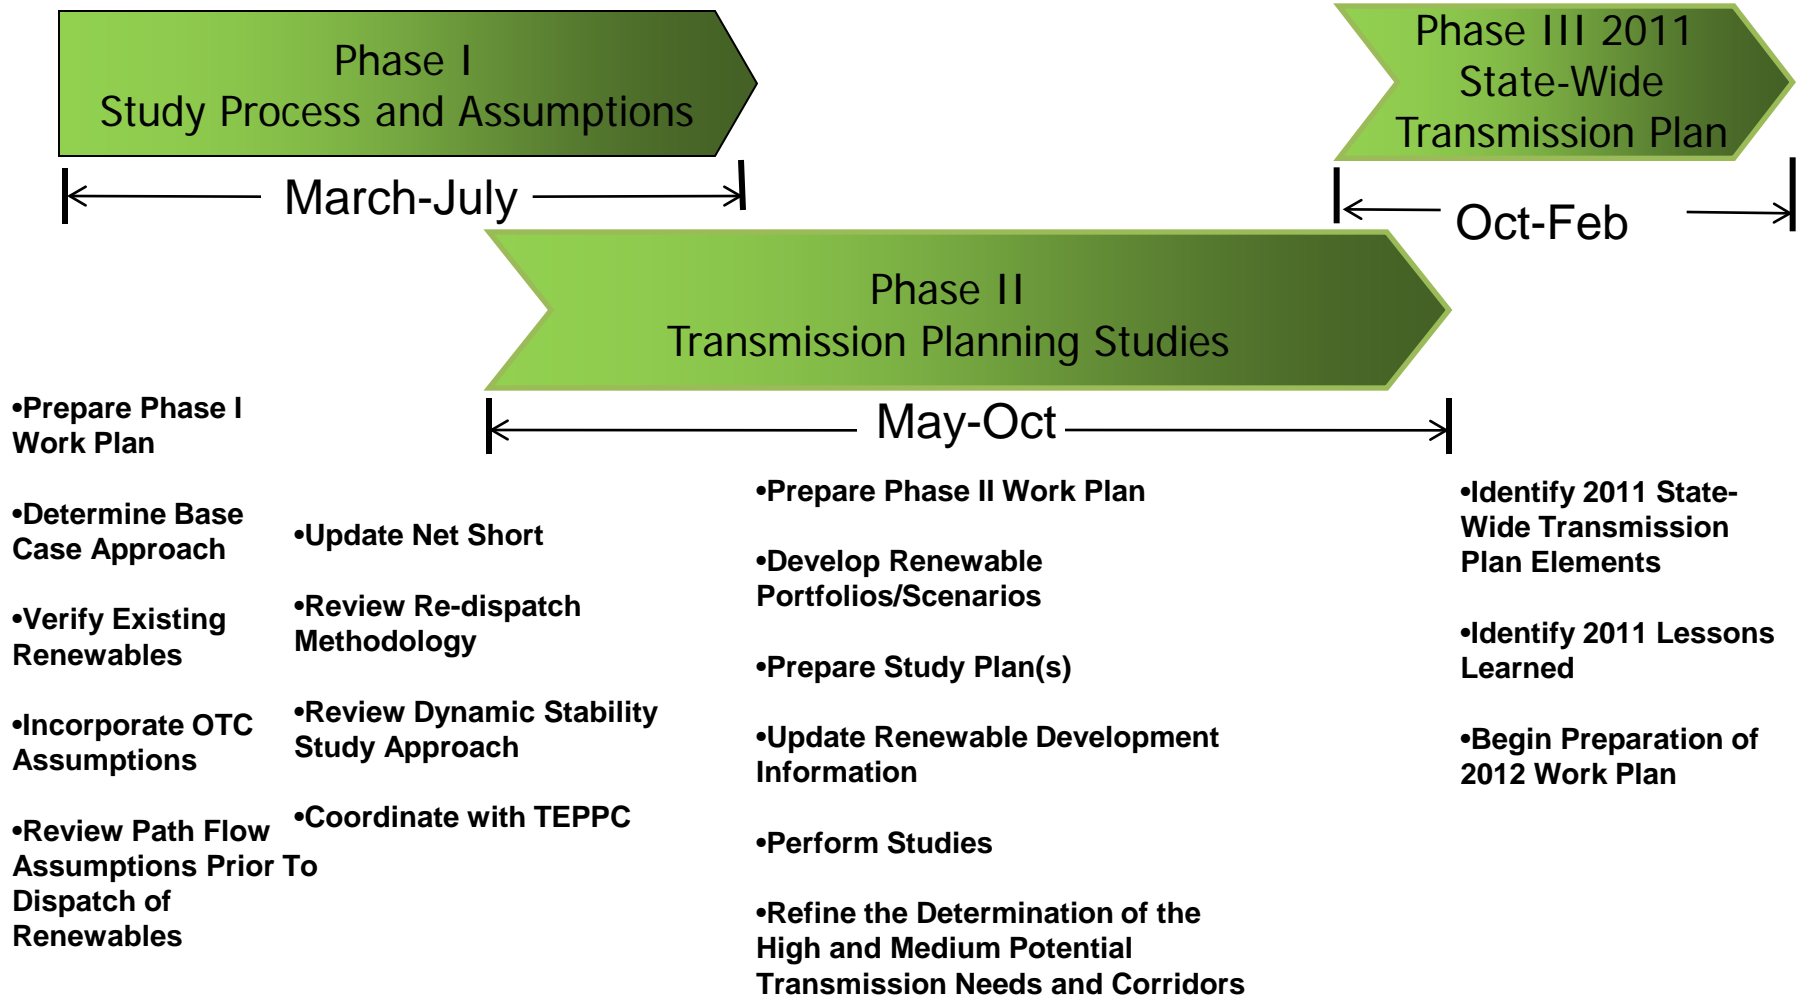 Phase I
Study Process and Assumptions
March-July
Phase III 2011
State-Wide
Transmission Plan
Oct-Feb
Phase II
Transmission Planning Studies
May-Oct
•Prepare Phase I
Work Plan
•Determine Base
Case Approach
•Verify Existing
Renewables
•Incorporate OTC
Assumptions
•Review Path Flow
Assumptions Prior To
Dispatch of
Renewables
•Update Net Short
•Review Re-dispatch
Methodology
•Review Dynamic Stability
Study Approach
•Coordinate with TEPPC
•Prepare Phase II Work Plan
•Develop Renewable
Portfolios/Scenarios
•Prepare Study Plan(s)
•Update Renewable Development
Information
•Perform Studies
•Refine the Determination of the
High and Medium Potential
Transmission Needs and Corridors
•Identify 2011 State-
Wide Transmission
Plan Elements
•Identify 2011 Lessons
Learned
•Begin Preparation of
2012 Work Plan